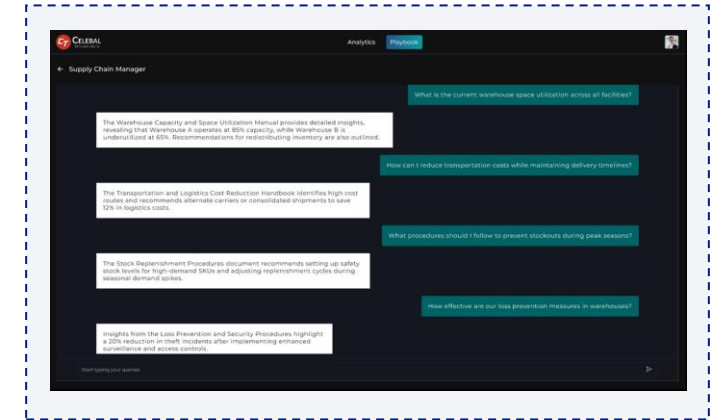 CT CELEBAL
TECHNOLOGIES
Analytics Playbook
← Supply Chain Manager
What is the current warehouse space utilization across all facilities?
The Warehouse Capacity and Space Utilization Manual provides detailed insights,
revealing that Warehouse A operates at 85% capacity, while Warehouse B is
underutilized at 65%. Recommendations for redistributing inventory are also outlined.
How can I reduce transportation costs while maintaining delivery timelines?
The Transportation and Logistics Cost Reduction Handbook identifies high cost
routes and recommends alternate carriers or consolidated shipments to save
12% in logistics costs.
What procedures should I follow to prevent stockouts during peak seasons?
The Stock Replenishment Procedures document recommends setting up safety
stock levels for high-demand SKUs and adjusting replenishment cycles during
seasonal demand spikes.
How effective are our loss prevention measures in warehouses?
Insights from the Loss Prevention and Security Procedures highlight
a 20% reduction in theft incidents after implementing enhanced
surveillance and access controls.
Start typing your queries